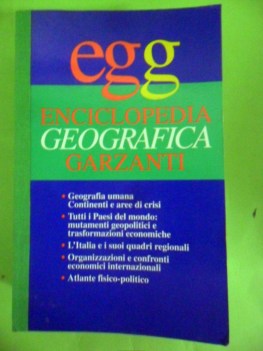 egg
ENCICLOPEDIA
GEOGRAFICA
GARZANTI
• Geografia umana
Continenti e aree di crisi
• Tutti i Paesi del mondo:
mutamenti geopolitici e
trasformazioni economiche
• L'Italia e i suoi quadri regionali
• Organizzazioni e confronti
economici internazionali
• Atlante fisico-politico